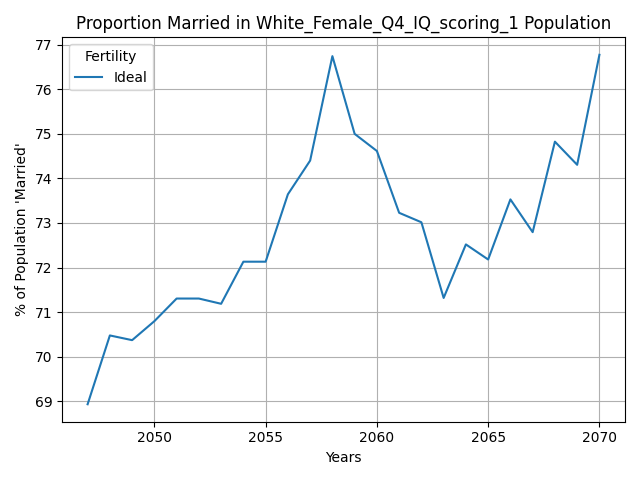 Proportion Married in White_Female_Q4_IQ_scoring_1 Population
Fertility
Ideal
% of Population 'Married'
77
76
75
74
73
72
71
70
69
2050
2055
2060
2065
2070
Years